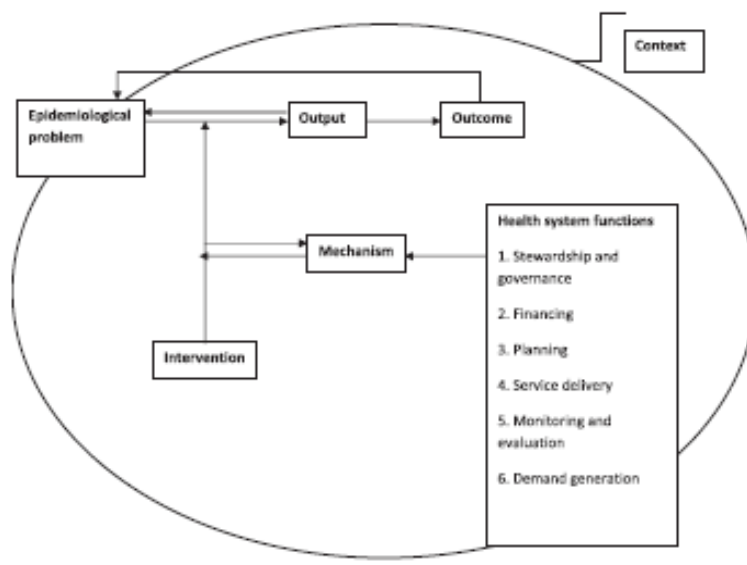 Context
Epidemiological
problem
Output
Outcome
Health system functions
1. Stewardship and
governance
2. Financing
3. Planning
4. Service delivery
5. Monitoring and
evaluation
6. Demand generation
Mechanism
Intervention